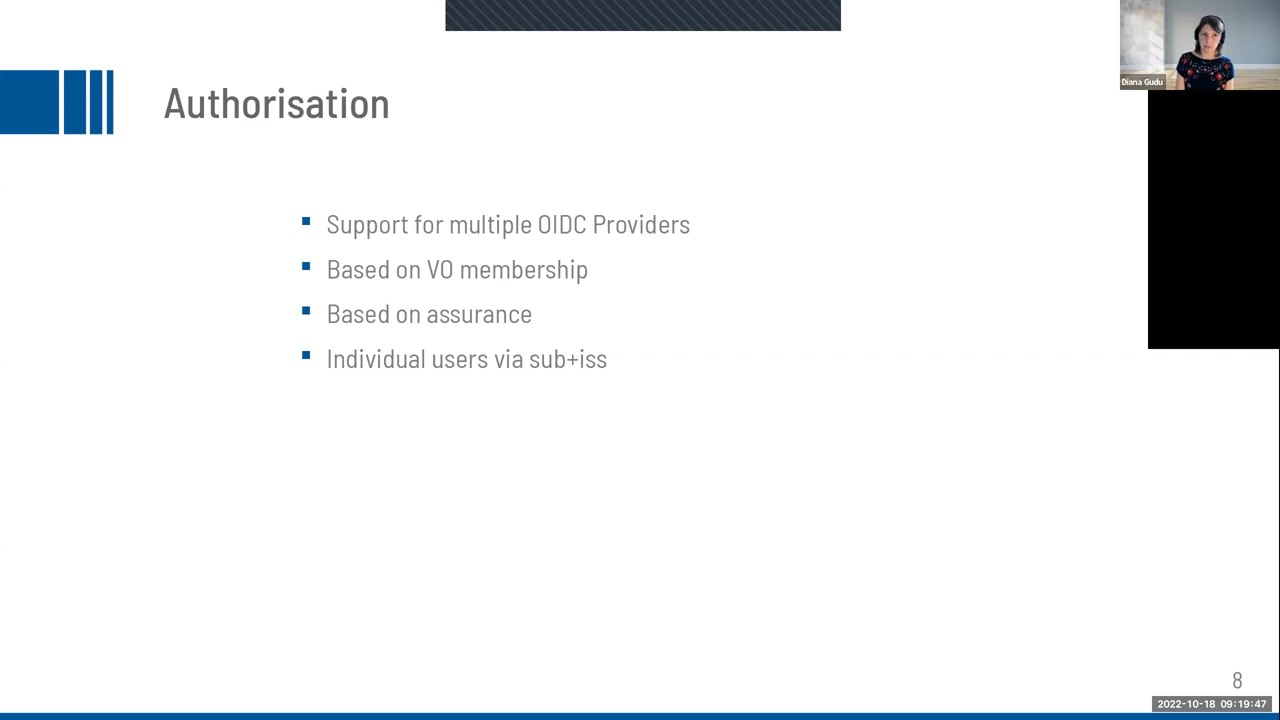 Diana Gudu
Authorisation
Support for multiple OIDC Providers
Based on VO membership
Based on assurance
Individual users via sub+iss
8
2022-10-18 09:19:47